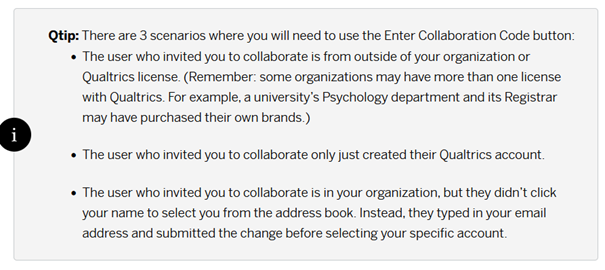 Qtip: There are 3 scenarios where you will need to use the Enter Collaboration Code button:
• The user who invited you to collaborate is from outside of your organization or
Qualtrics license. (Remember: some organizations may have more than one license
with Qualtrics. For example, a university's Psychology department and its Registrar
may have purchased their own brands.)
i
• The user who invited you to collaborate only just created their Qualtrics account.
• The user who invited you to collaborate is in your organization, but they didn't click
your name to select you from the address book. Instead, they typed in your email
address and submitted the change before selecting your specific account.